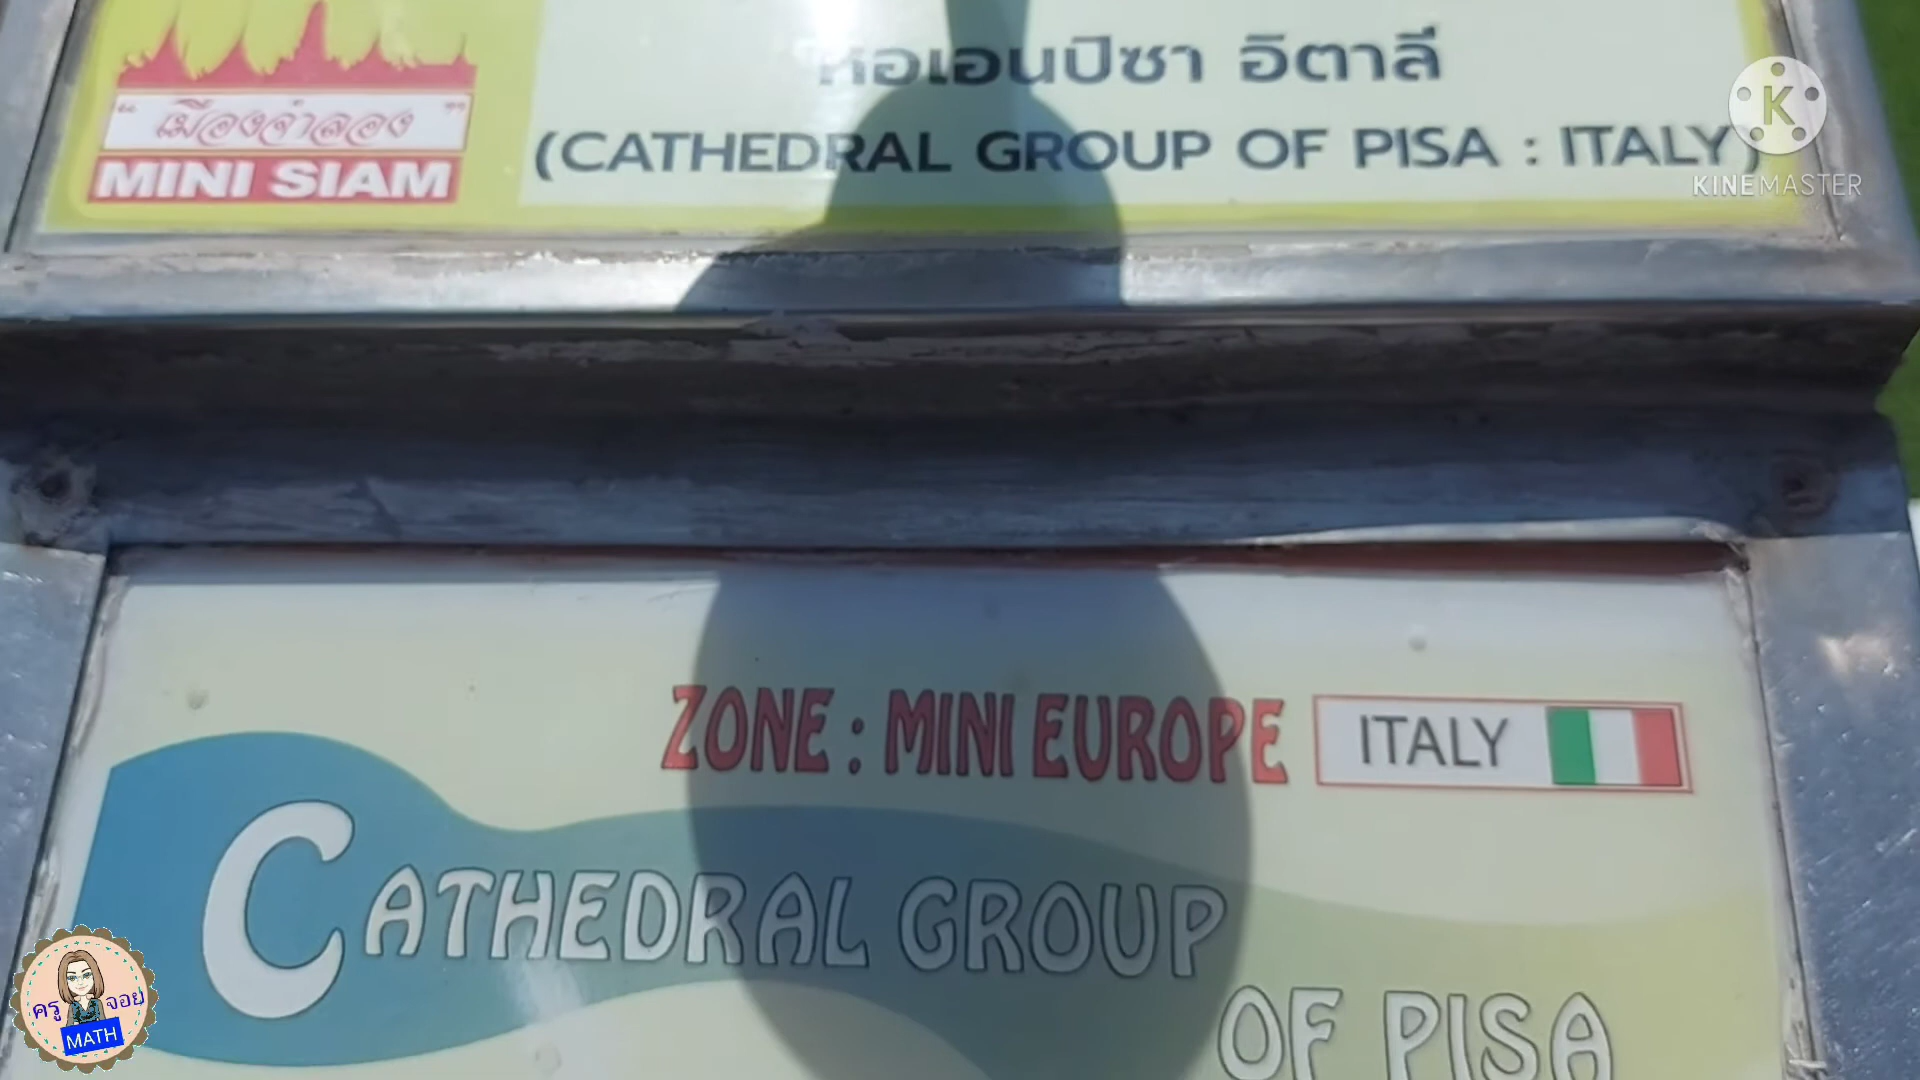 หอเอนปิซา อิตาลี
(CATHEDRAL GROUP OF PISA : ITALY)
"เมืองจำลอง"
MINI SIAM
K
KINEMASTER
ZONE : MINI EUROPE
ITALY
CATHEDRAL GROUP
OF PISA
ครูจอย
MATH